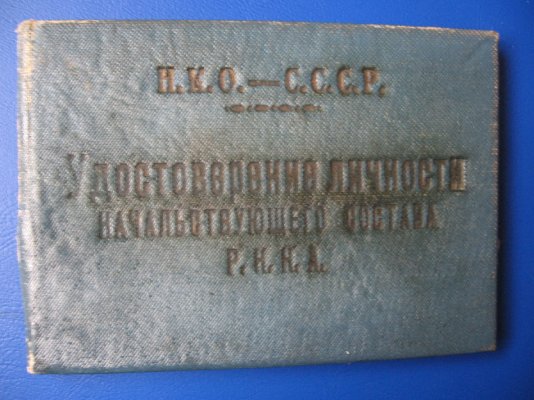 Н.К.О.—С.С.С.Р.
Удостоверение личности
начальствующего состава
Р.К.К.А.